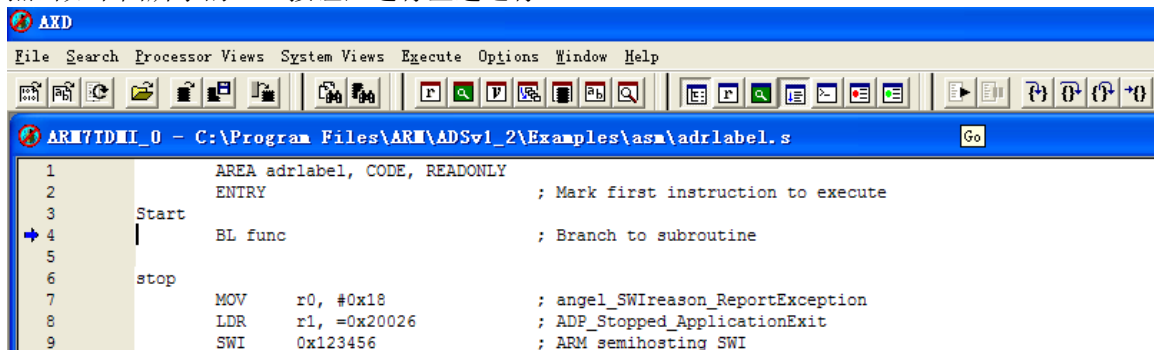 AXD
File Search Processor Views System Views Execute Options Window Help
ARM7TDMI_0 - C:\Program Files\ARM\ADSv1_2\Examples\asm\adrlabel.s
Go
1 AREA adrlabel, CODE, READONLY
2 ENTRY ; Mark first instruction to execute
3 Start
4 BL func ; Branch to subroutine
5
6 stop
7 MOV r0, #0x18 ; angel_SWIreason_ReportException
8 LDR r1, =0x20026 ; ADP_Stopped_ApplicationExit
9 SWI 0x123456 ; ARM semihosting SWI